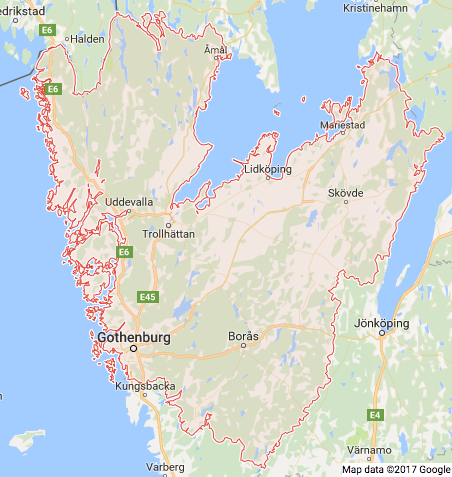 Kristinehamn
Fredrikstad
E6
Halden
Åmål
E6
Mariestad
Lidköping
Skövde
Uddevalla
Trollhättan
E6
E45
Jönköping
Gothenburg
Borås
Kungsbacka
E4
Värnamo
Varberg
Map data ©2017 Google